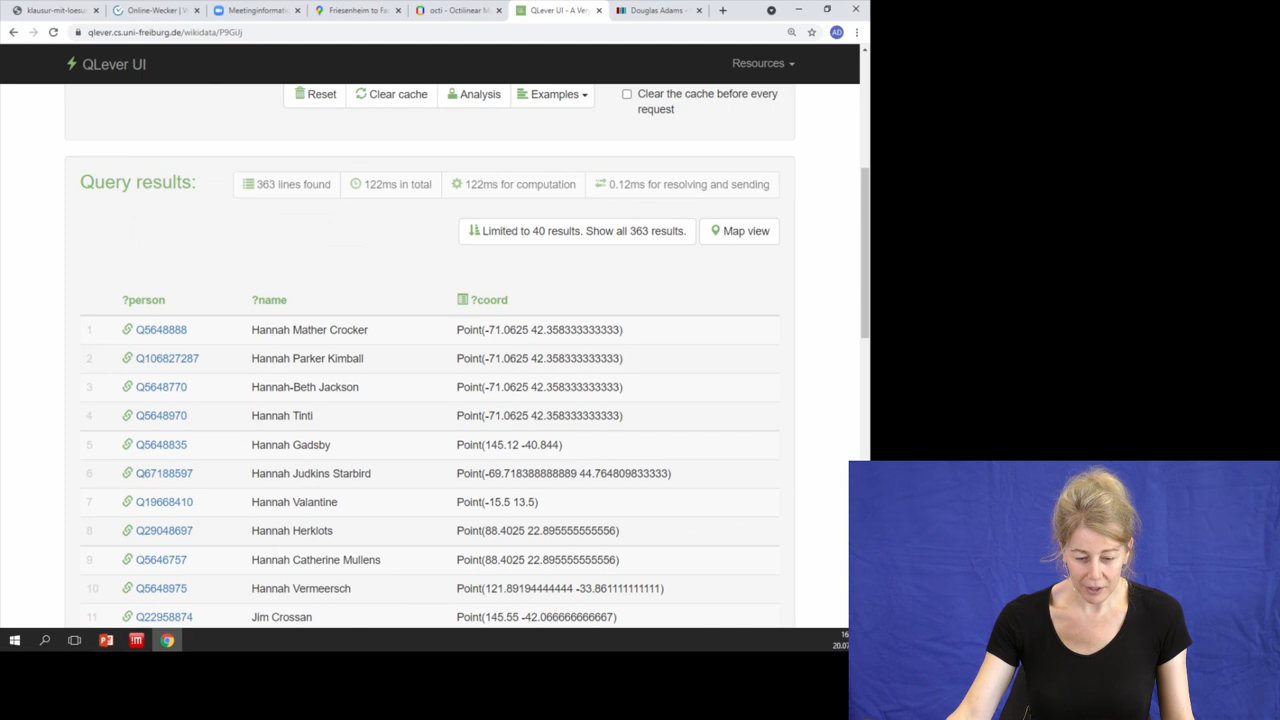 klausur-mit-loesu
Online-Wecker | W
Meetinginformati
Friesenheim to Fa
octi - Octilinear M
QLever UI - A Ver
Douglas Adams -
qlever.cs.uni-freiburg.de/wikidata/P9GIJj
AD
QLever UI
Resources
Reset
Clear cache
Analysis
Examples
Clear the cache before every
request
Query results:
363 lines found
122ms in total
122ms for computation
0.12ms for resolving and sending
Limited to 40 results. Show all 363 results.
Map view
?person ?name ?coord
1 Q5648888 Hannah Mather Crocker Point(-71.0625 42.358333333333)
2 Q106827287 Hannah Parker Kimball Point(-71.0625 42.358333333333)
3 Q5648770 Hannah-Beth Jackson Point(-71.0625 42.358333333333)
4 Q5648970 Hannah Tinti Point(-71.0625 42.358333333333)
5 Q5648835 Hannah Gadsby Point(145.12 -40.844)
6 Q67188597 Hannah Judkins Starbird Point(-69.718388888889 44.764809833333)
7 Q19668410 Hannah Valantine Point(-15.5 13.5)
8 Q29048697 Hannah Herklots Point(88.4025 22.895555555556)
9 Q5646757 Hannah Catherine Mullens Point(88.4025 22.895555555556)
10 Q5648975 Hannah Vermeersch Point(121.89194444444 -33.861111111111)
11 Q22958874 Jim Crossan Point(145.55 -42.066666666667)
16
20.07